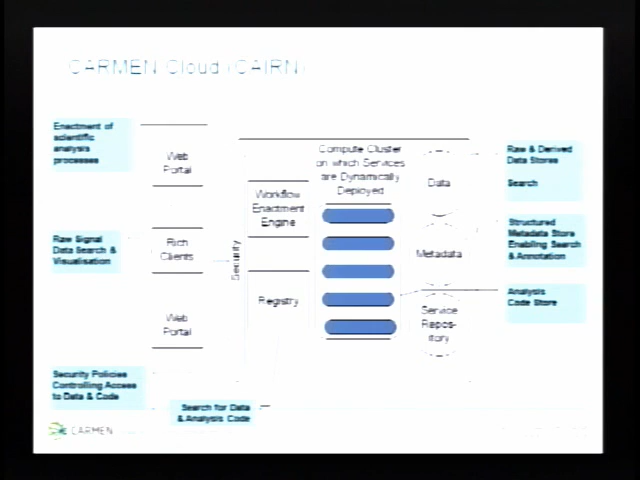 CARMEN Cloud (CAIRN)
Enactment of
scientific
analysis
processes
Web
Portal
Raw Signal
Data Search &
Visualisation
Rich
Clients
Web
Portal
Security Policies
Controlling Access
to Data & Code
Search for Data
& Analysis Code
Security
Workflow
Enactment
Engine
Registry
Compute Cluster
on which Services
are Dynamically
Deployed
Data
Metadata
Service
Repos-
itory
Raw & Derived
Data Stores
Search
Structured
Metadata Store
Enabling Search
& Annotation
Analysis
Code Store
CARMEN